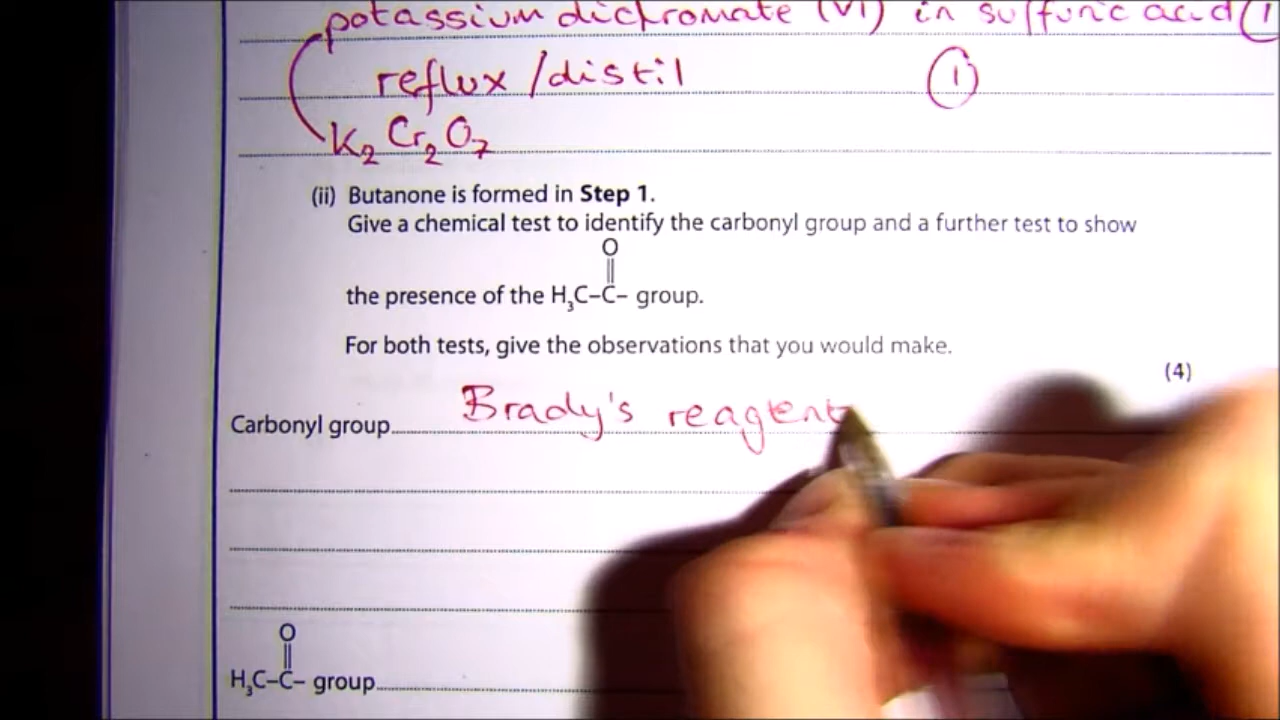 potassium dichromate (VI) in sulfuric acid (1
reflux / distil (1)
K₂Cr₂O₇
(ii) Butanone is formed in Step 1.
Give a chemical test to identify the carbonyl group and a further test to show
O
the presence of the H₃C–C– group.
For both tests, give the observations that you would make.
(4)
Carbonyl group Brady's reagent
O
H₃C–C– group